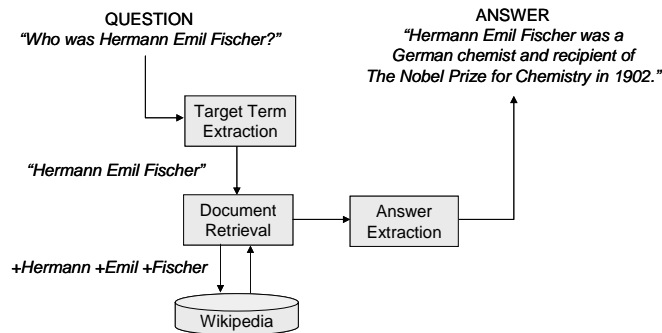 QUESTION
“Who was Hermann Emil Fischer?”
ANSWER
“Hermann Emil Fischer was a
German chemist and recipient of
The Nobel Prize for Chemistry in 1902.”
Target Term
Extraction
“Hermann Emil Fischer”
Document
Retrieval
Answer
Extraction
+Hermann +Emil +Fischer
Wikipedia